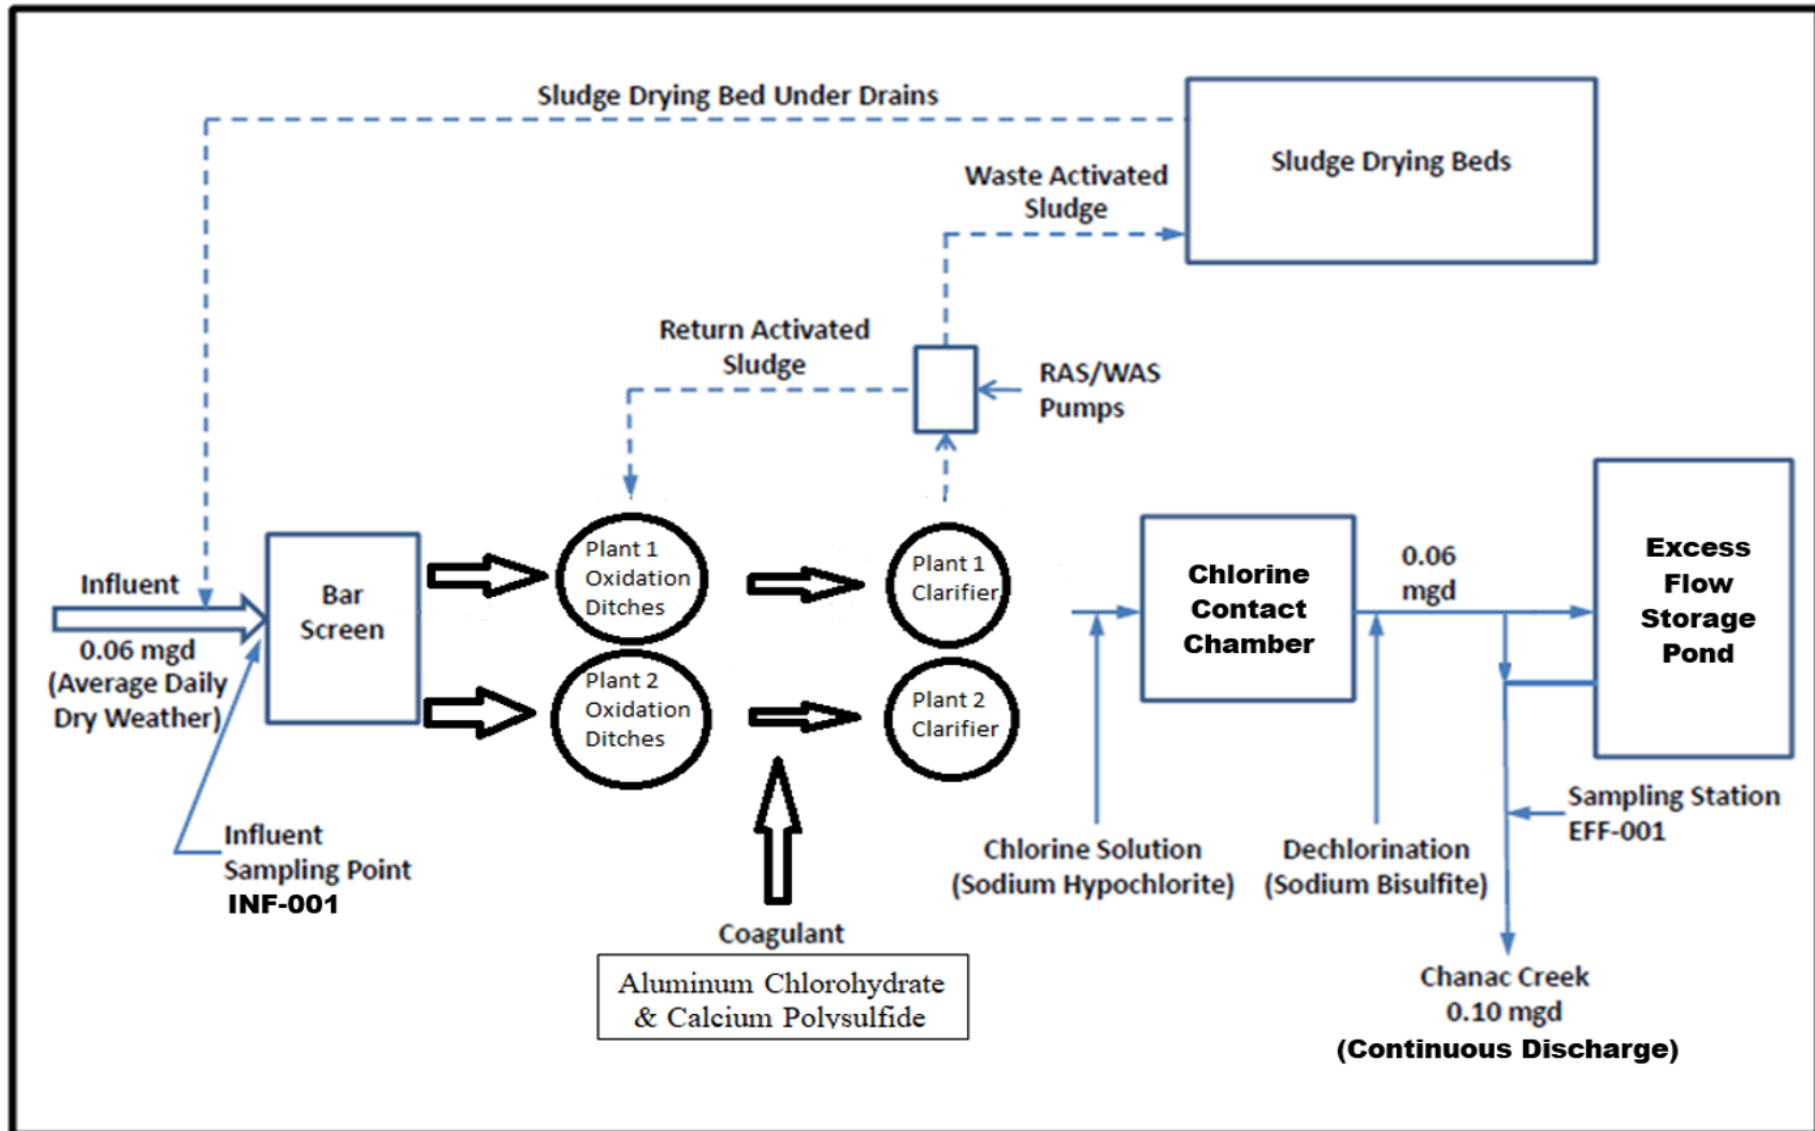 Sludge Drying Bed Under Drains
Sludge Drying Beds
Waste Activated
Sludge
Return Activated
Sludge
RAS/WAS
Pumps
Influent
0.06 mgd
(Average Daily
Dry Weather)
Bar
Screen
Plant 1
Oxidation
Ditches
Plant 2
Oxidation
Ditches
Plant 1
Clarifier
Plant 2
Clarifier
Chlorine
Contact
Chamber
0.06
mgd
Excess
Flow
Storage
Pond
Influent
Sampling Point
INF-001
Coagulant
Aluminum Chlorohydrate
& Calcium Polysulfide
Chlorine Solution
(Sodium Hypochlorite)
Dechlorination
(Sodium Bisulfite)
Sampling Station
EFF-001
Chanac Creek
0.10 mgd
(Continuous Discharge)